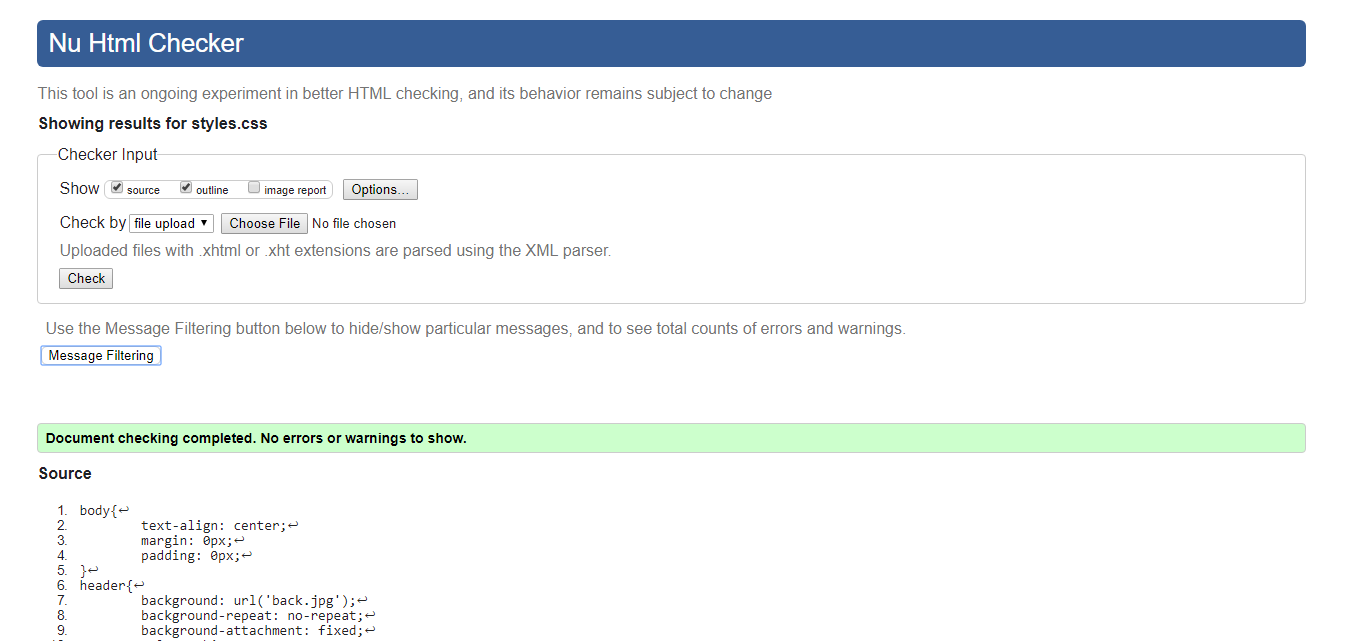 Nu Html Checker
This tool is an ongoing experiment in better HTML checking, and its behavior remains subject to change
Showing results for styles.css
Checker Input
Show source outline image report Options...
Check by file upload Choose File No file chosen
Uploaded files with .xhtml or .xht extensions are parsed using the XML parser.
Check
Use the Message Filtering button below to hide/show particular messages, and to see total counts of errors and warnings.
Message Filtering
Document checking completed. No errors or warnings to show.
Source
1. body{↩
2. text-align: center;↩
3. margin: 0px;↩
4. padding: 0px;↩
5. }↩
6. header{↩
7. background: url('back.jpg');↩
8. background-repeat: no-repeat;↩
9. background-attachment: fixed;↩